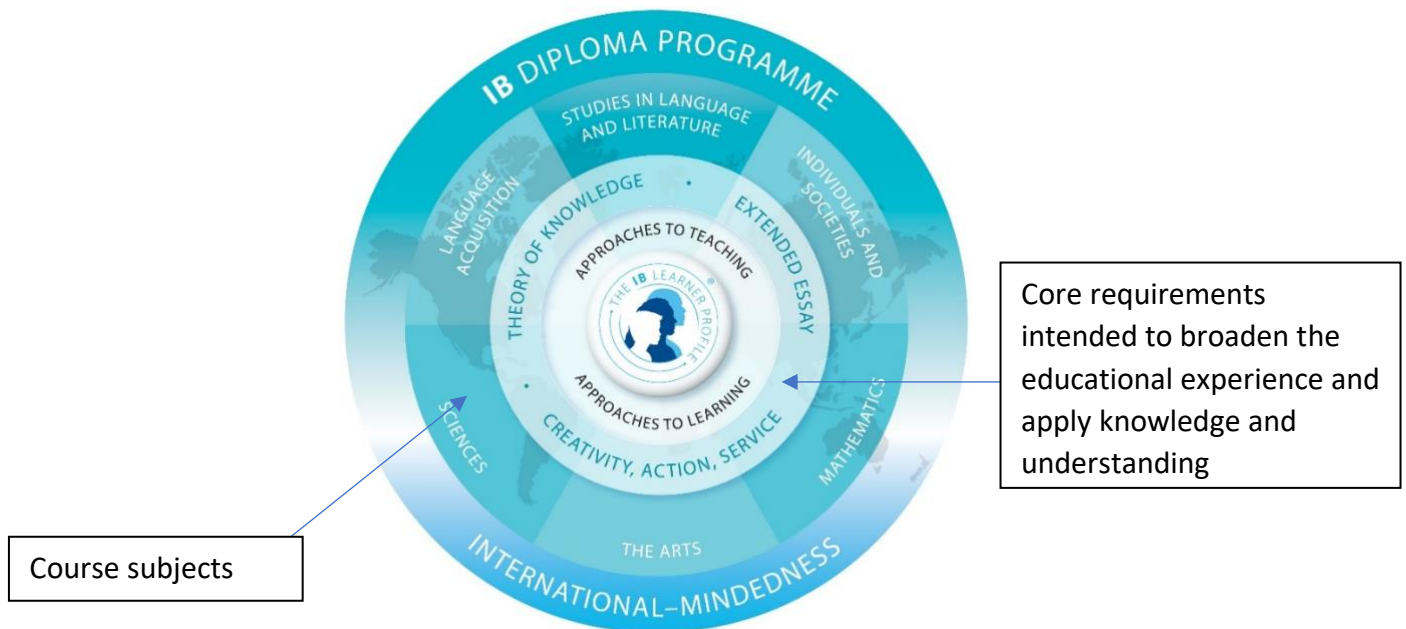 IB DIPLOMA PROGRAMME
STUDIES IN LANGUAGE
AND LITERATURE
INDIVIDUALS AND
SOCIETIES
LANGUAGE
ACQUISITION
THEORY OF KNOWLEDGE
EXTENDED ESSAY
APPROACHES TO TEACHING
THE IB LEARNER PROFILE
®
APPROACHES TO LEARNING
CREATIVITY, ACTION, SERVICE
SCIENCES
MATHEMATICS
THE ARTS
INTERNATIONAL–MINDEDNESS
Core requirements
intended to broaden the
educational experience and
apply knowledge and
understanding
Course subjects